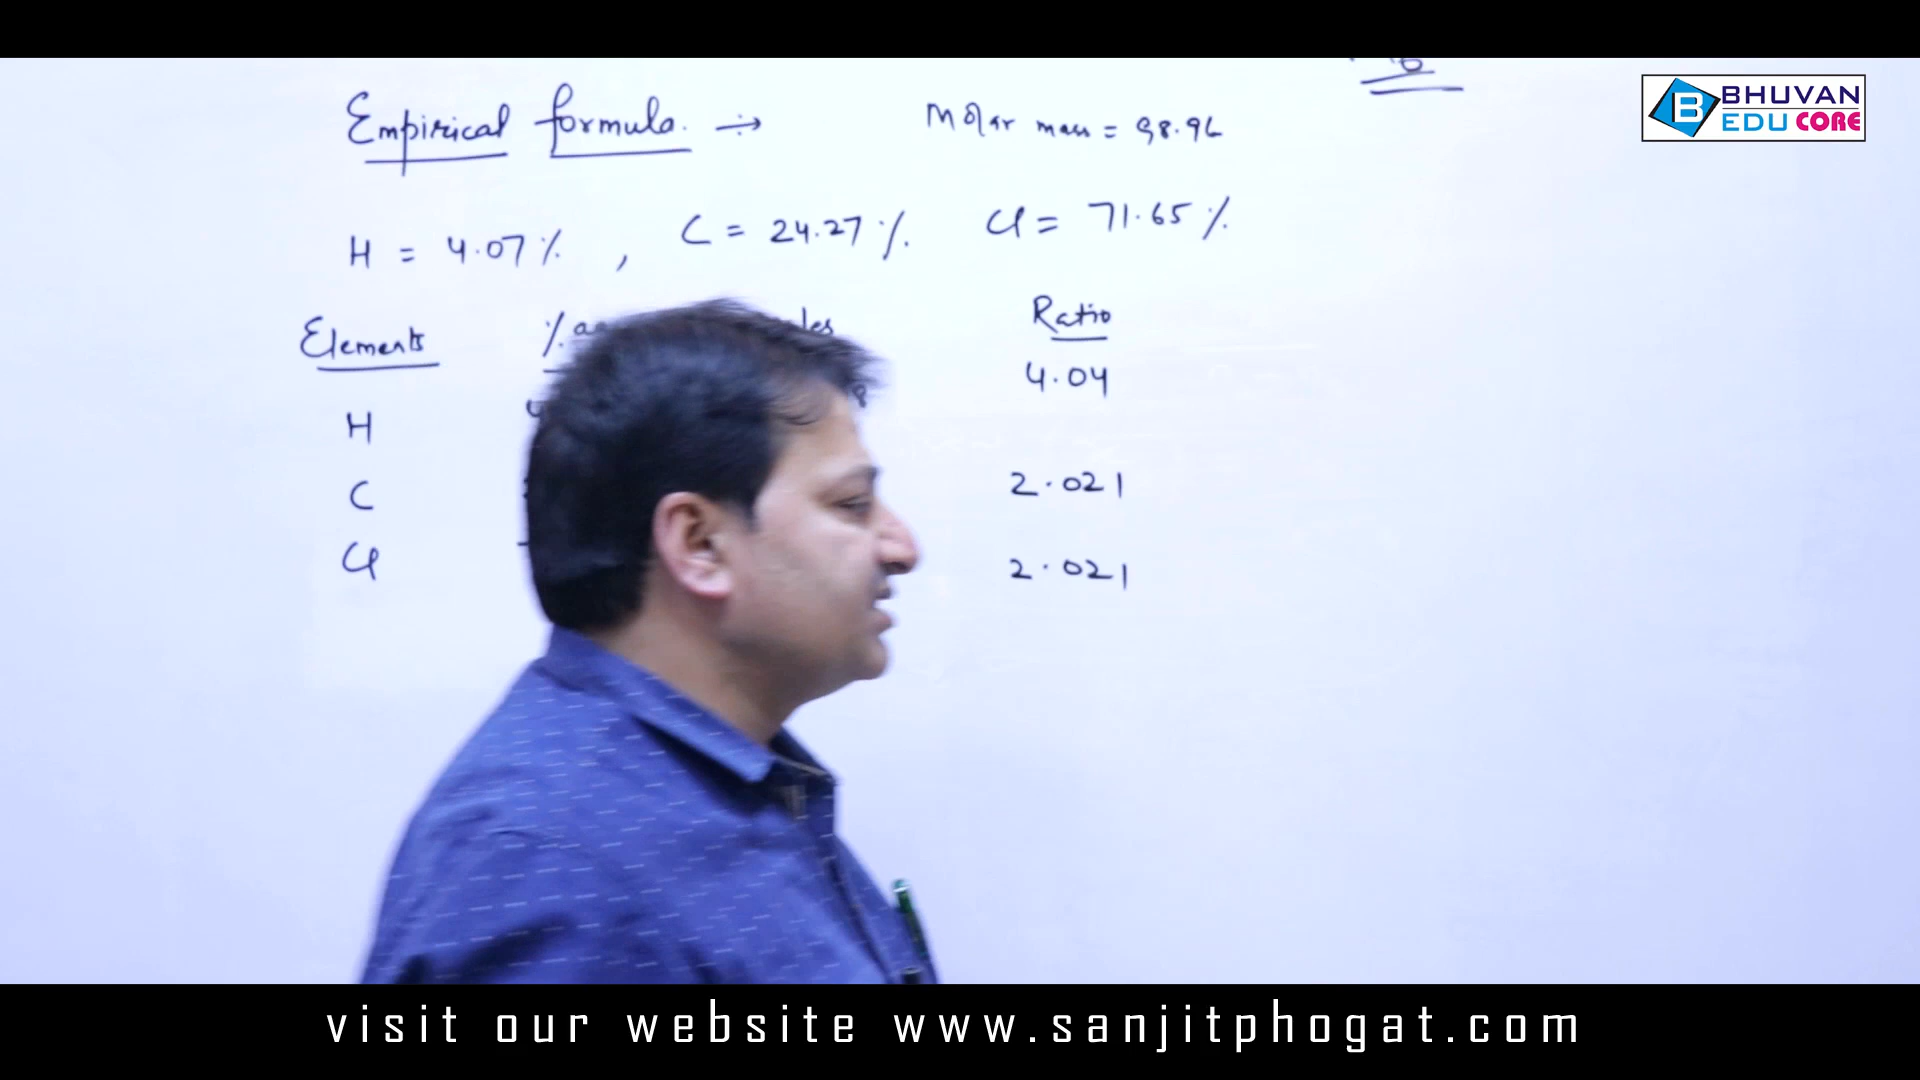 BHUVAN
EDU CORE
Empirical formula. →
Molar mass = 98.96
H = 4.07% , C = 24.27% Cl = 71.65%
Elements Ratio
H 4.04
C 2.021
Cl 2.021
visit our website www.sanjitphogat.com